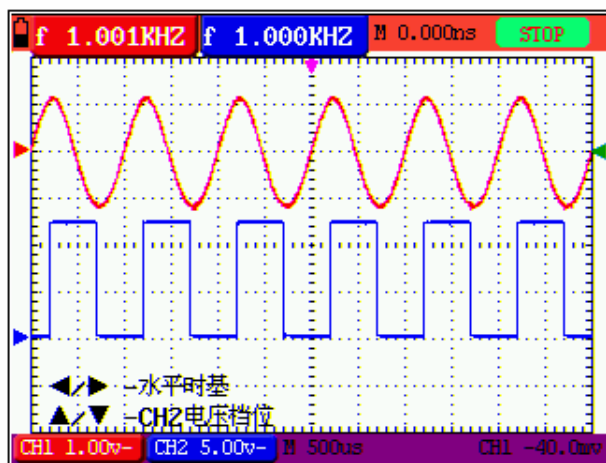 f 1.001KHZ f 1.000KHZ M 0.000ns STOP
◀/▶ -水平时基
▲/▼ -CH2电压档位
CH1 1.00v- CH2 5.00v- M 500us CH1 -40.0mv